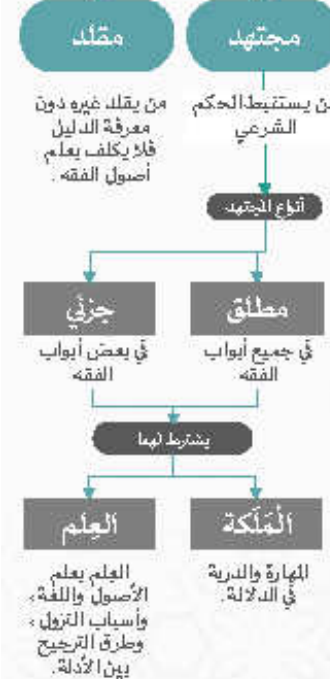 مجتهد
مقلد
من يستنبط الحكم
الشرعي
من يقلد غيره دون
معرفة الدليل
فلا يكلف بعلم
أصول الفقه .
أنواع المجتهد
مطلق
جزئي
في جميع أبواب
الفقه
في بعض أبواب
الفقه
يشترط لهما
الْمَلَكة
العِلم
المهارة والدربة
في الدلالة .
العلم بعلم
الأصول واللغة ،
وأسباب النزول ،
وطرق الترجيح
بين الأدلة .